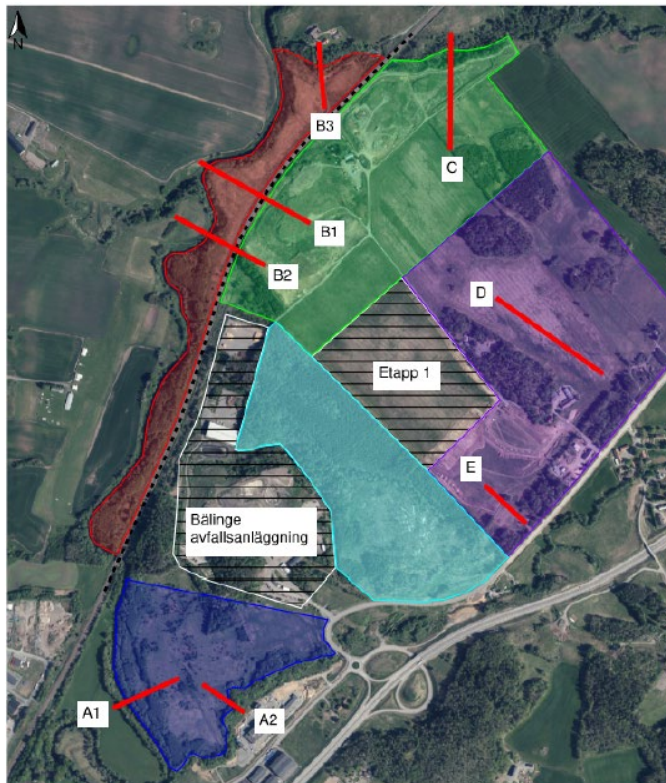 B3
C
B1
B2
D
Etapp 1
E
Bälinge
avfallsanläggning
A1
A2